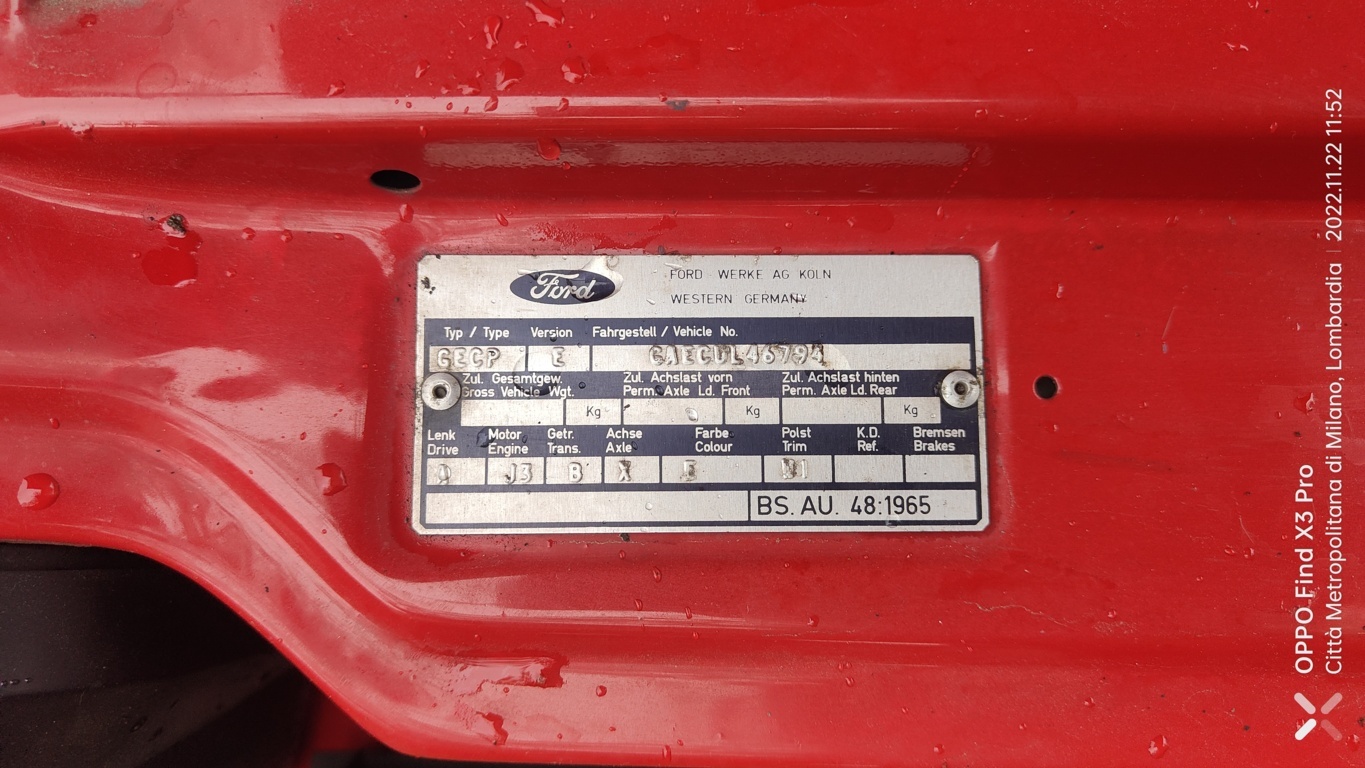 Ford
FORD WERKE AG KÖLN
WESTERN GERMANY
Typ / Type Version Fahrgestell / Vehicle No.
GECP E GAECUL46794
Zul. Gesamtgew. Zul. Achslast vorn Zul. Achslast hinten
Gross Vehicle Wgt. Perm. Axle Ld. Front Perm. Axle Ld. Rear
Kg Kg Kg
Lenk Motor Getr. Achse Farbe Polst K.D. Bremsen
Drive Engine Trans. Axle Colour Trim Ref. Brakes
J3 B X
BS. AU. 48:1965
OPPO Find X3 Pro 
Città Metropolitana di Milano, Lombardia 2022.11.22 11:52